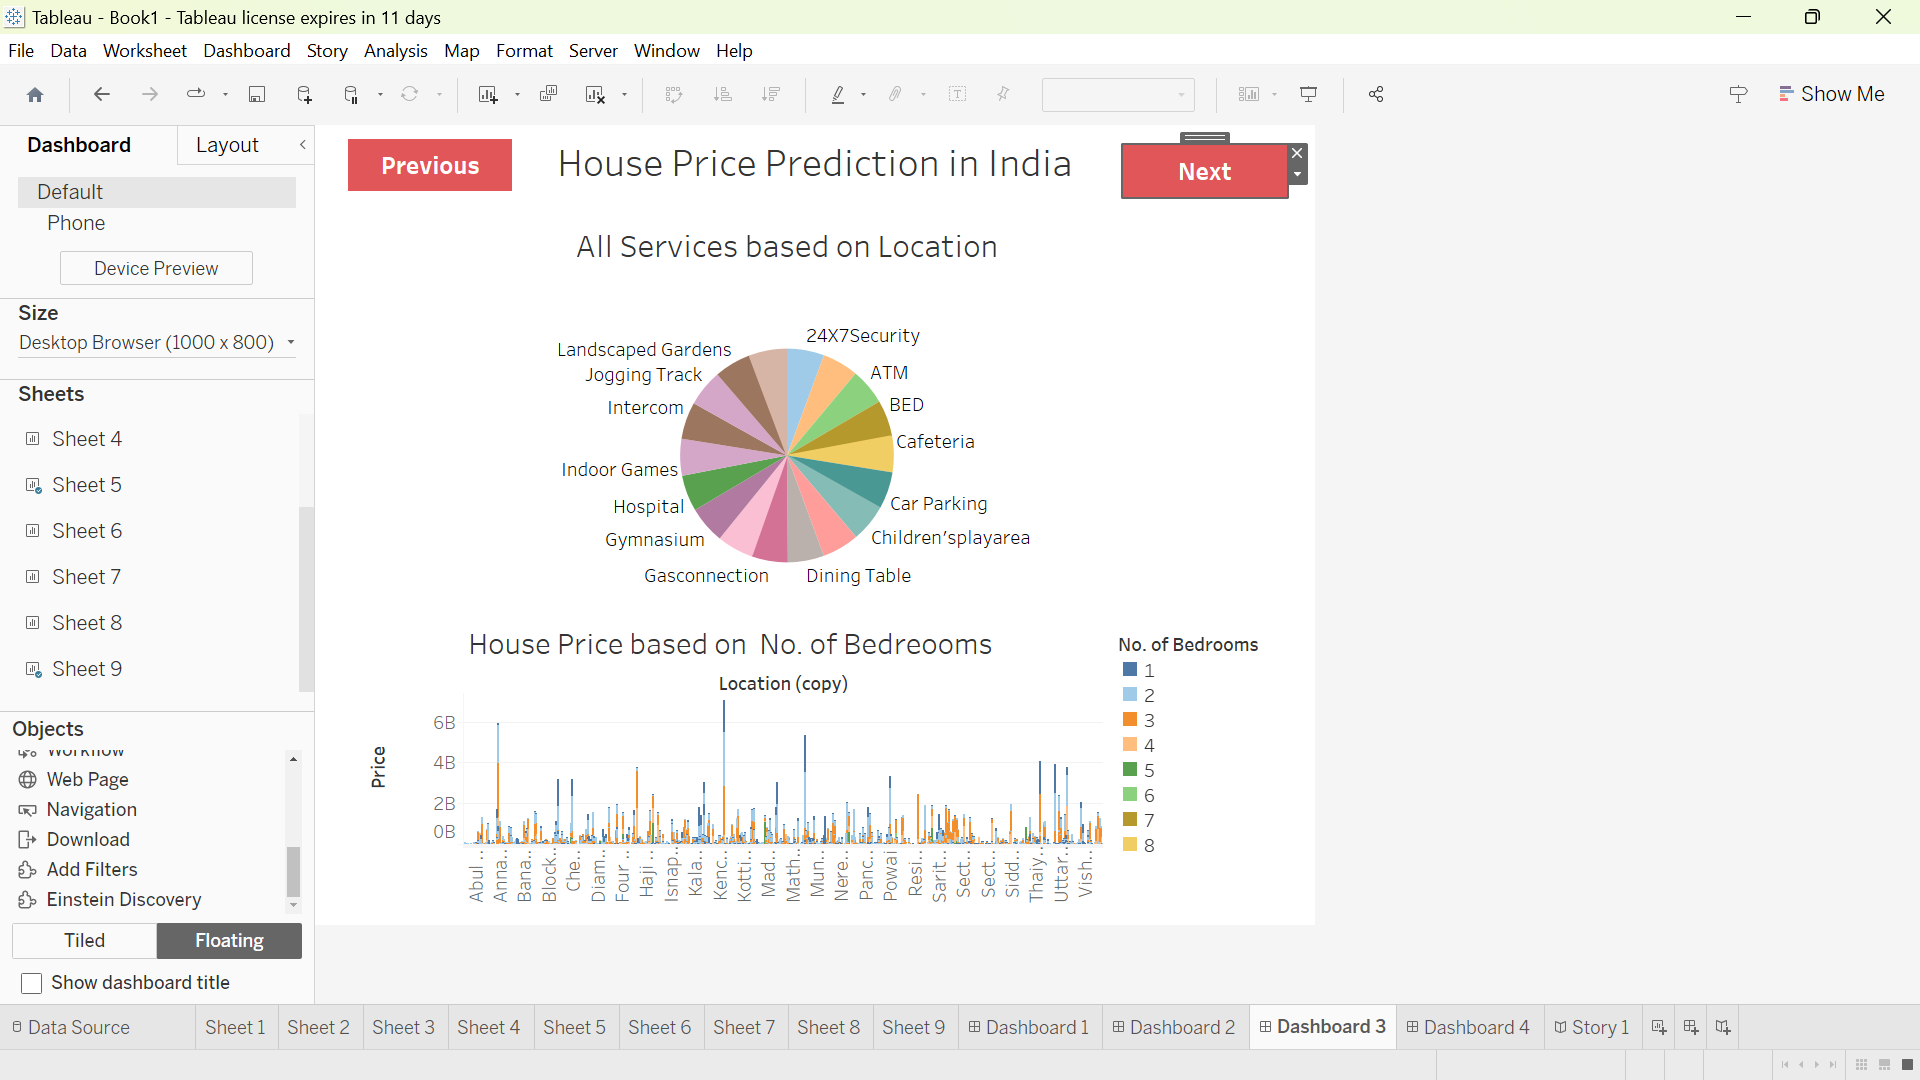 Tableau - Book1 - Tableau license expires in 11 days
File Data Worksheet Dashboard Story Analysis Map Format Server Window Help
Show Me
Dashboard Layout
Default
Phone
Device Preview
Size
Desktop Browser (1000 x 800)
Sheets
Sheet 4
Sheet 5
Sheet 6
Sheet 7
Sheet 8
Sheet 9
Objects
Workflow
Web Page
Navigation
Download
Add Filters
Einstein Discovery
Tiled Floating
Show dashboard title
Previous
House Price Prediction in India
Next
All Services based on Location
24X7Security
Landscaped Gardens
ATM
Jogging Track
BED
Intercom
Cafeteria
Indoor Games
Car Parking
Hospital
Children'splayarea
Gymnasium
Gasconnection
Dining Table
House Price based on No. of Bedreooms
Location (copy)
Price
6B
4B
2B
0B
Abul ..
Anna..
Bana..
Block..
Che..
Diam..
Four ..
Haji ..
Isnap..
Kala..
Kenc..
Kotti..
Mad..
Math..
Mun..
Nere..
Panc..
Powai
Resi..
Sarit..
Sect..
Sect..
Sidd..
Thaiy..
Uttar..
Vish..
No. of Bedrooms
1
2
3
4
5
6
7
8
Data Source Sheet 1 Sheet 2 Sheet 3 Sheet 4 Sheet 5 Sheet 6 Sheet 7 Sheet 8 Sheet 9 Dashboard 1 Dashboard 2 Dashboard 3 Dashboard 4 Story 1